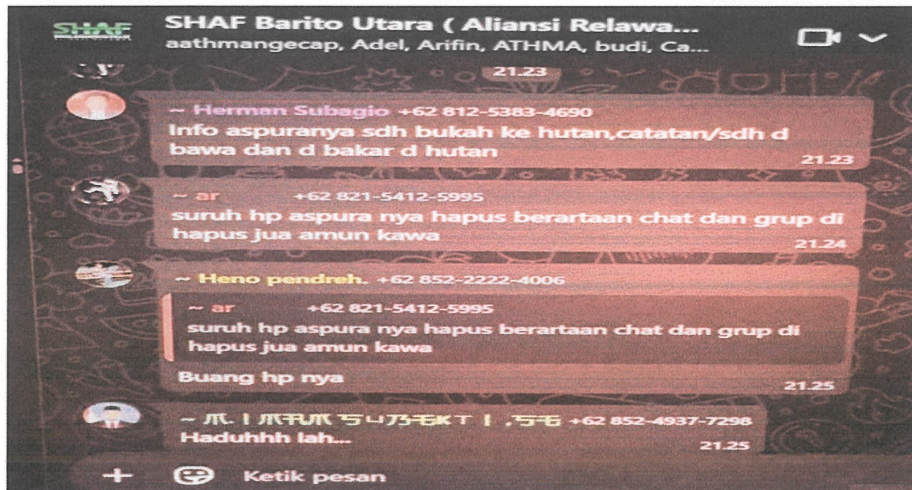 SHAF
SHAF Barito Utara ( Aliansi Relawa...
aathmangecap, Adel, Arifin, ATHMA, budi, Ca...
21.23
~ Herman Subagio +62 812-5383-4690
Info aspuranya sdh bukah ke hutan,catatan/sdh d
bawa dan d bakar d hutan
21.23
~ ar +62 821-5412-5995
suruh hp aspura nya hapus berartaan chat dan grup di
hapus jua amun kawa
21.24
~ Heno pendreh. +62 852-2222-4006
~ ar +62 821-5412-5995
suruh hp aspura nya hapus berartaan chat dan grup di
hapus jua amun kawa
Buang hp nya
21.25
+62 852-4937-7298
Haduhhh lah...
21.25
Ketik pesan